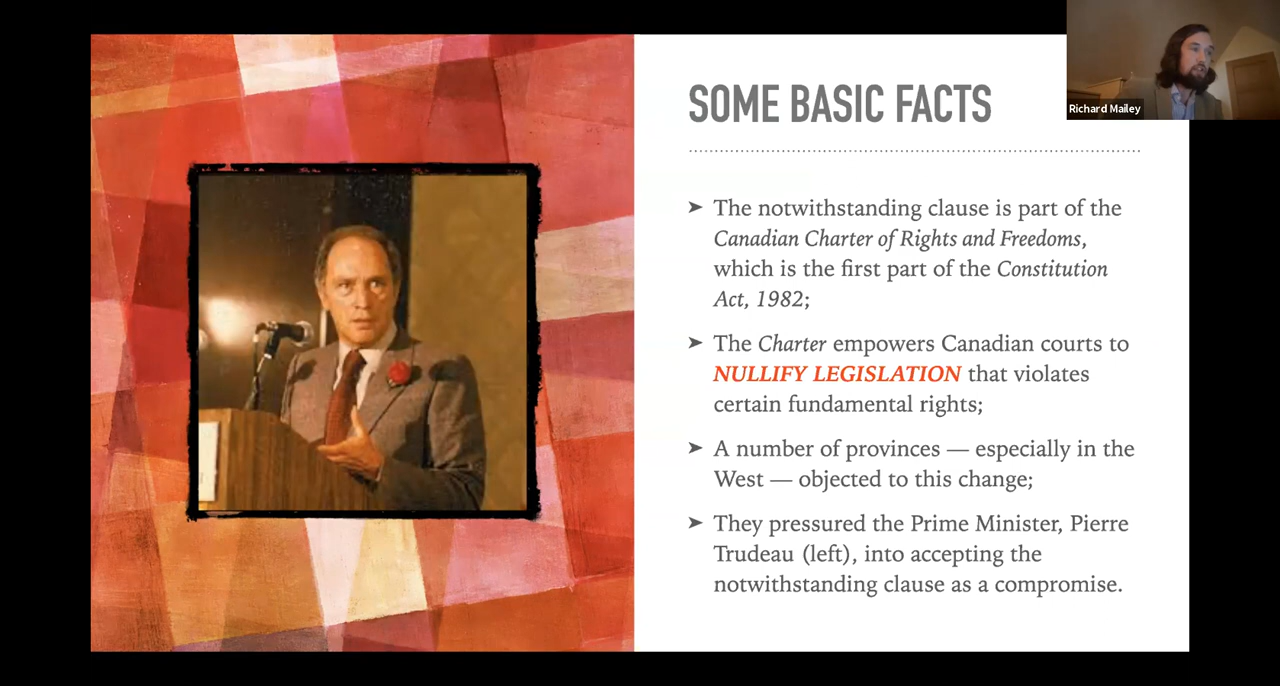 SOME BASIC FACTS
Richard Mailey
➤ The notwithstanding clause is part of the
Canadian Charter of Rights and Freedoms,
which is the first part of the Constitution
Act, 1982;
➤ The Charter empowers Canadian courts to
NULLIFY LEGISLATION that violates
certain fundamental rights;
➤ A number of provinces — especially in the
West — objected to this change;
➤ They pressured the Prime Minister, Pierre
Trudeau (left), into accepting the
notwithstanding clause as a compromise.